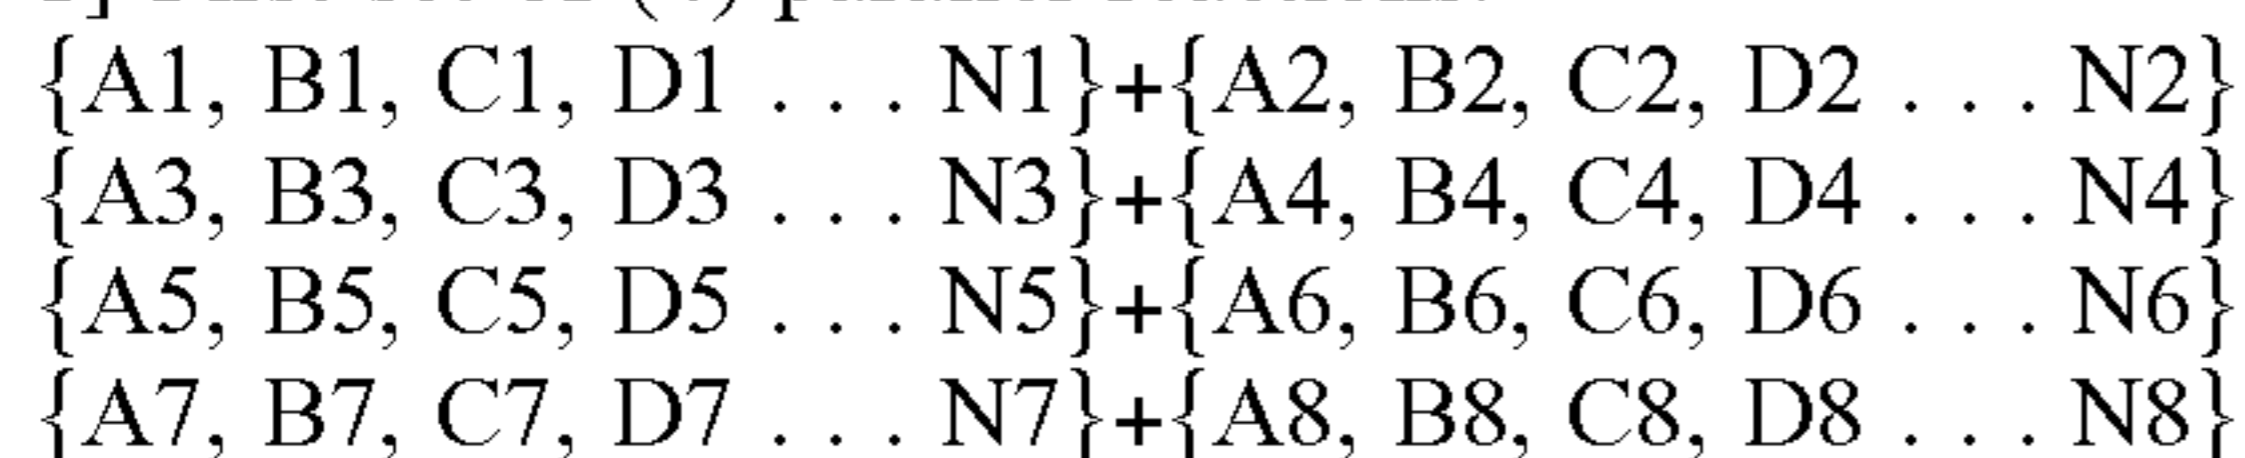 {A1, B1, C1, D1 . . . N1}+{A2, B2, C2, D2 . . . N2}
{A3, B3, C3, D3 . . . N3}+{A4, B4, C4, D4 . . . N4}
{A5, B5, C5, D5 . . . N5}+{A6, B6, C6, D6 . . . N6}
{A7, B7, C7, D7 . . . N7}+{A8, B8, C8, D8 . . . N8}